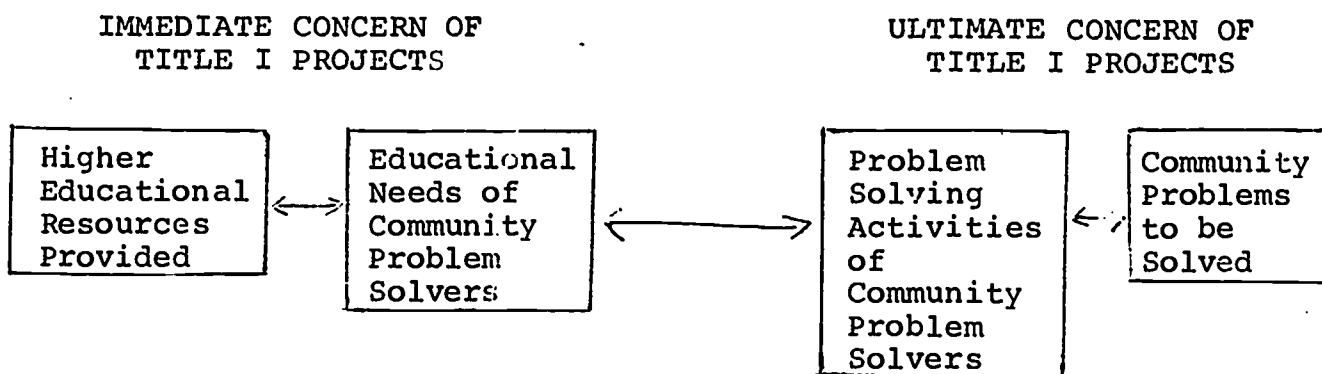 IMMEDIATE CONCERN OF
TITLE I PROJECTS
ULTIMATE CONCERN OF
TITLE I PROJECTS
Higher
Educational
Resources
Provided
Educational
Needs of
Community
Problem
Solvers
Problem
Solving
Activities
of
Community
Problem
Solvers
Community
Problems
to be
Solved